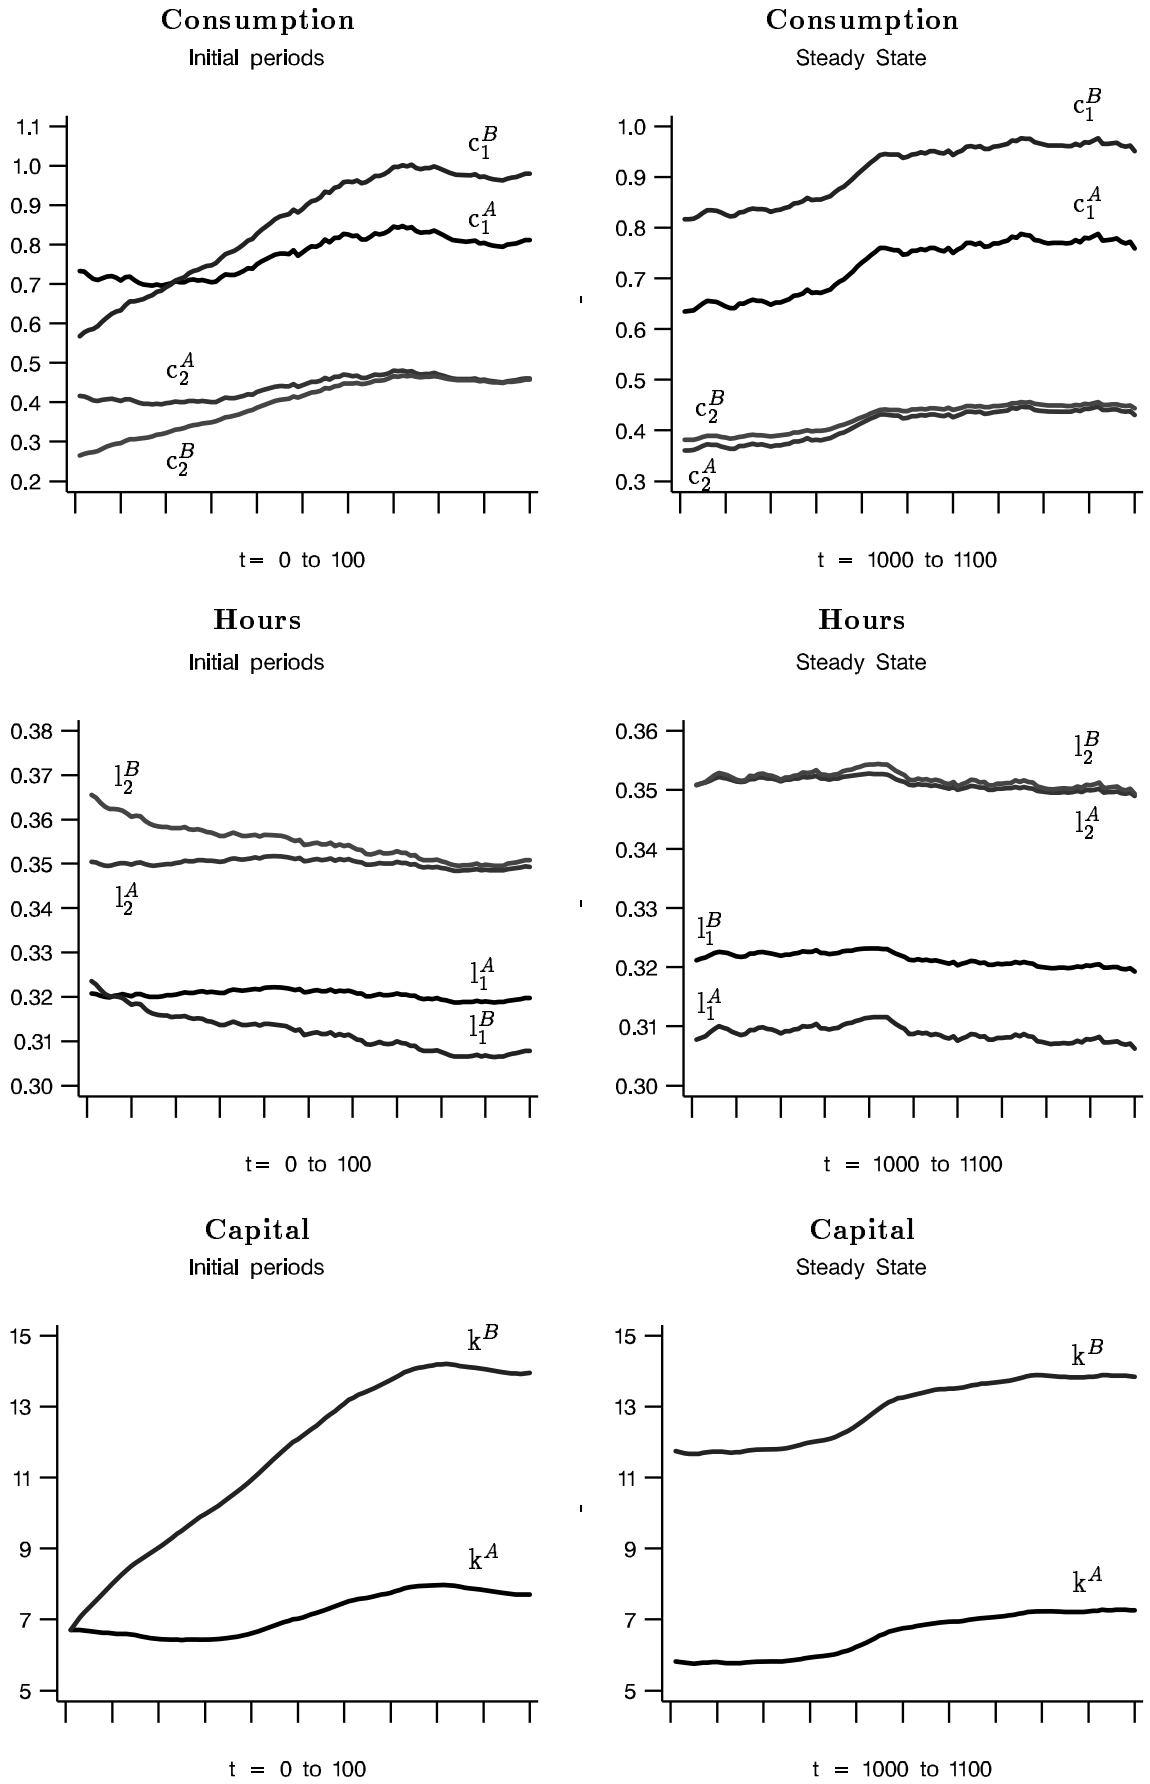 Consumption
Initial periods
1.1
1.0
0.9
0.8
0.7
0.6
0.5
0.4
0.3
0.2
c₁ᴮ
c₁ᴬ
c₂ᴬ
c₂ᴮ
t = 0 to 100
Consumption
Steady State
1.0
0.9
0.8
0.7
0.6
0.5
0.4
0.3
c₁ᴮ
c₁ᴬ
c₂ᴮ
c₂ᴬ
t = 1000 to 1100
Hours
Initial periods
0.38
0.37
0.36
0.35
0.34
0.33
0.32
0.31
0.30
l₂ᴮ
l₂ᴬ
l₁ᴬ
l₁ᴮ
t = 0 to 100
Hours
Steady State
0.36
0.35
0.34
0.33
0.32
0.31
0.30
l₂ᴮ
l₂ᴬ
l₁ᴮ
l₁ᴬ
t = 1000 to 1100
Capital
Initial periods
15
13
11
9
7
5
kᴮ
kᴬ
t = 0 to 100
Capital
Steady State
15
13
11
9
7
5
kᴮ
kᴬ
t = 1000 to 1100